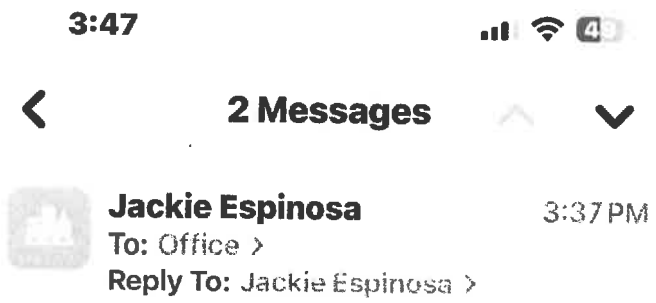 3:47
2 Messages
Jackie Espinosa 3:37 PM
To: Office >
Reply To: Jackie Espinosa >